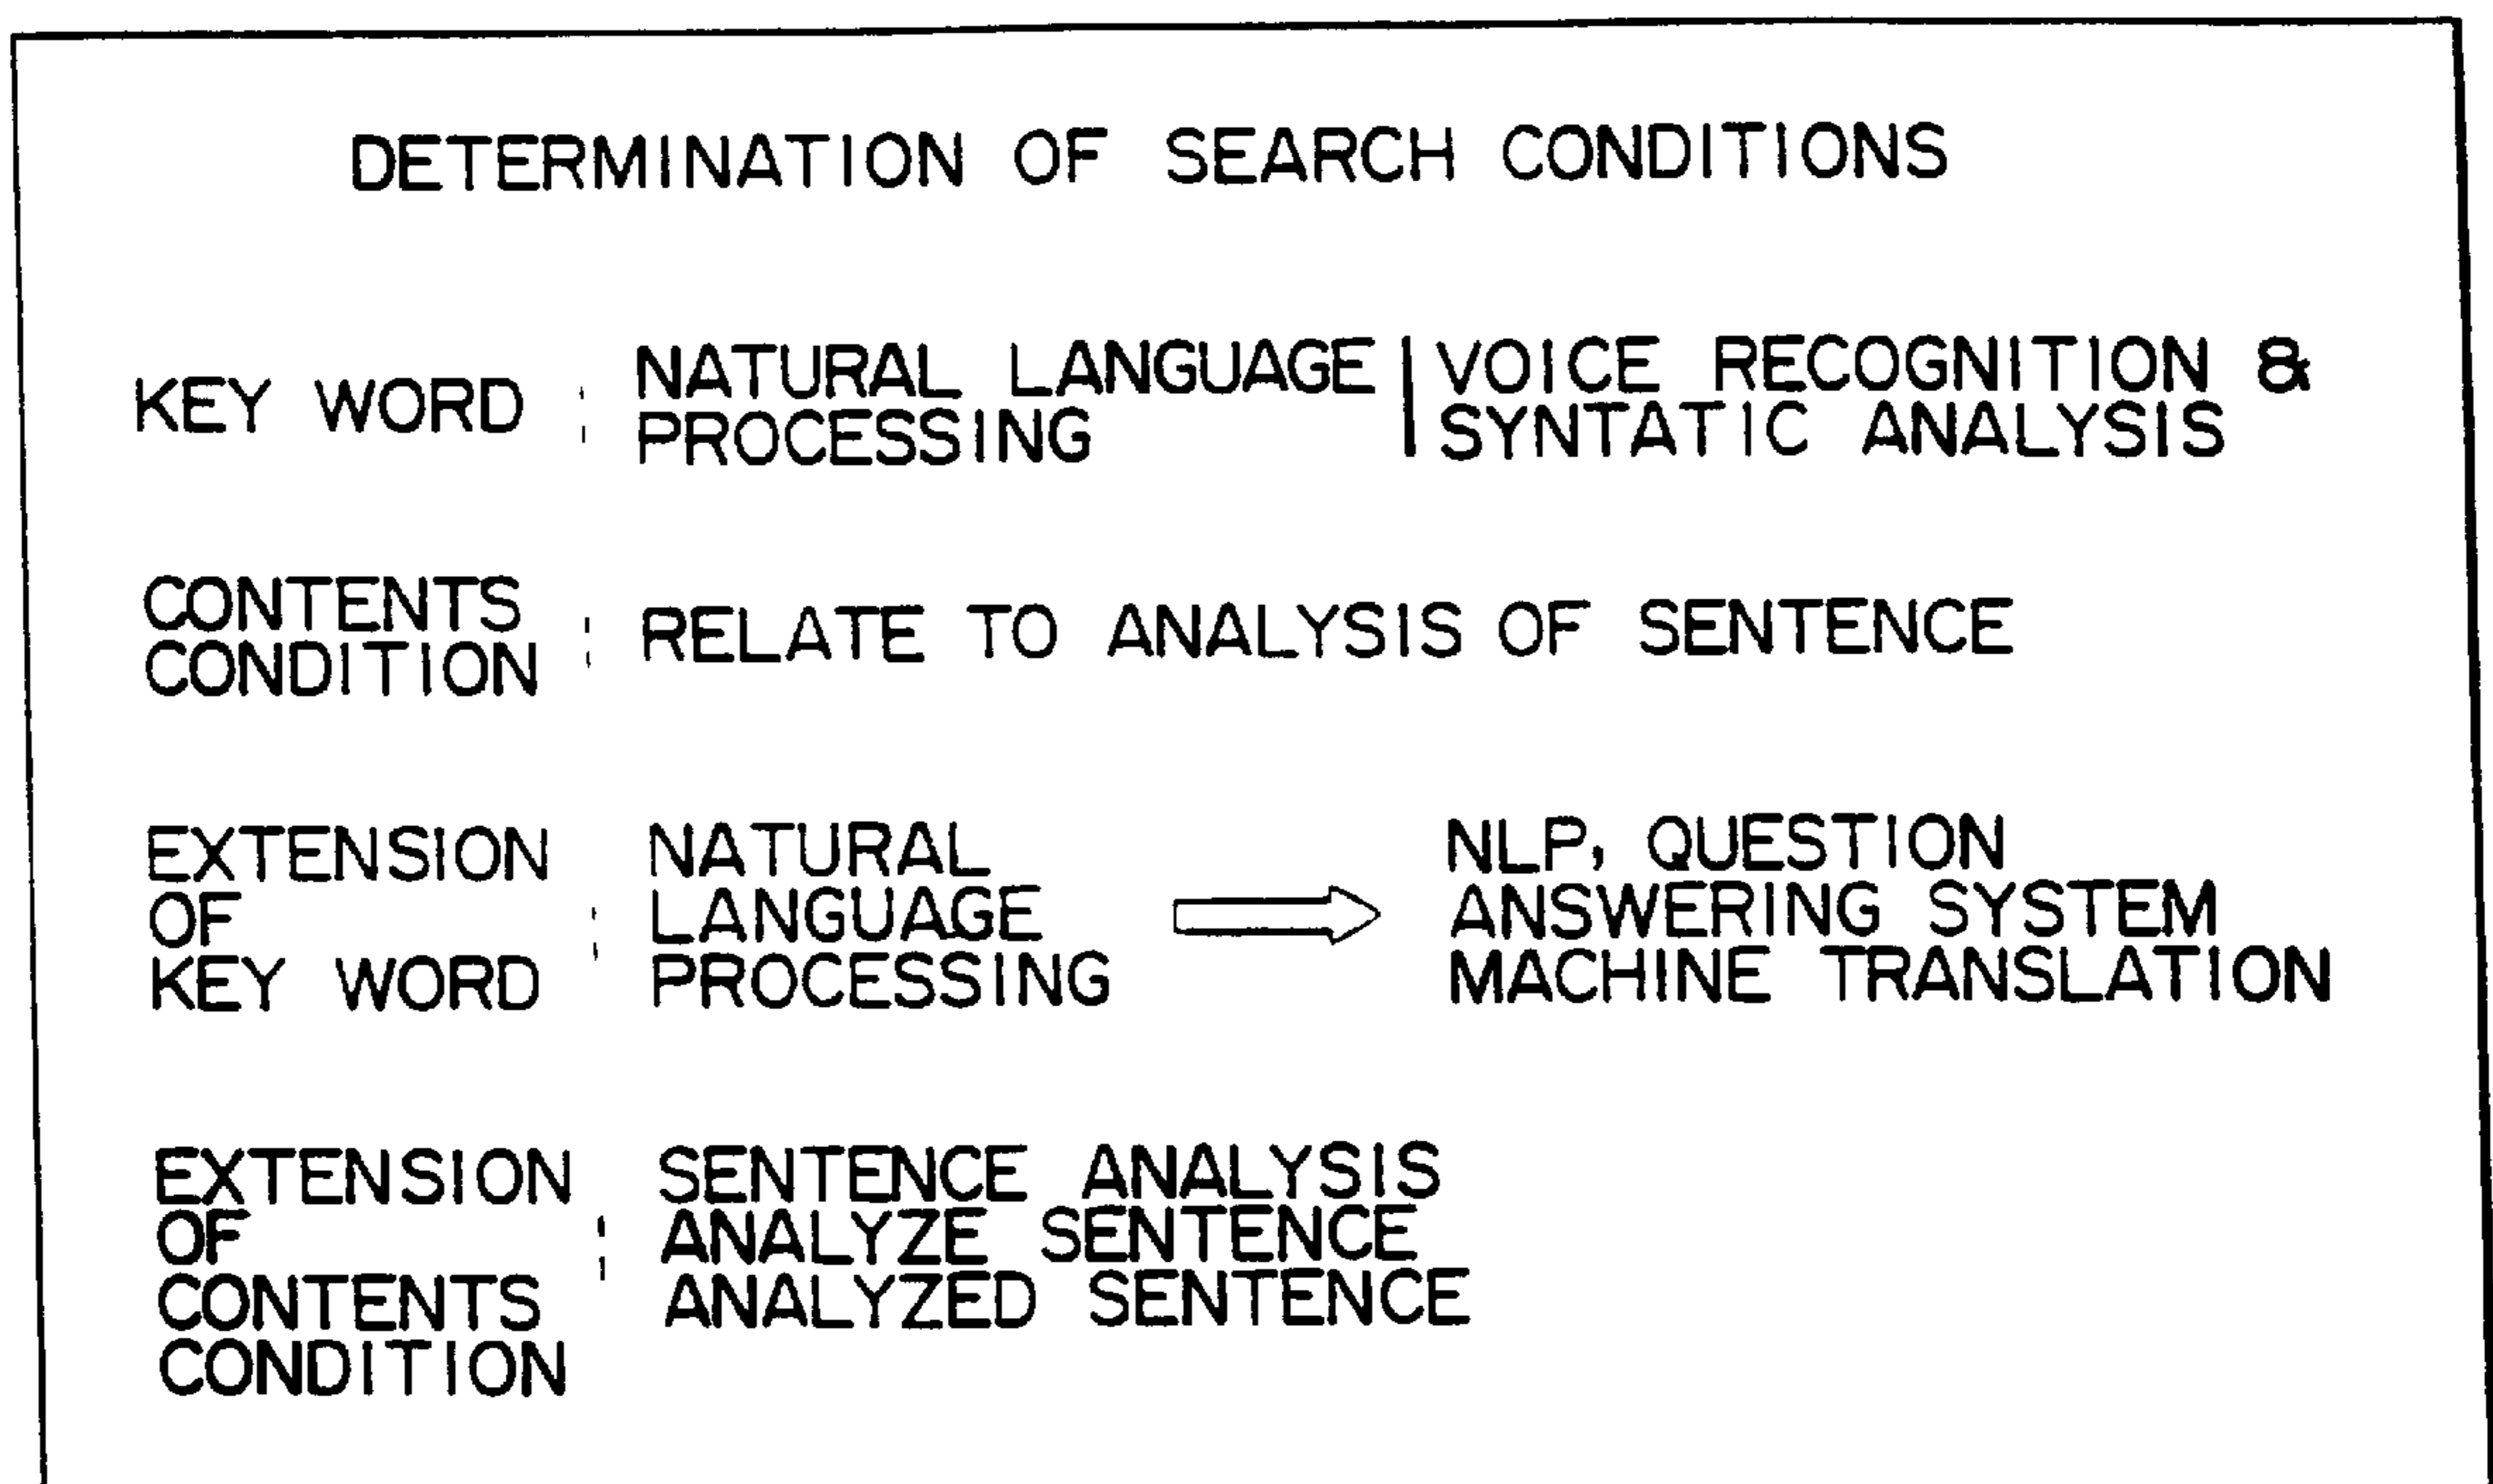 DETERMINATION OF SEARCH CONDITIONS
KEY WORD : NATURAL LANGUAGE | VOICE RECOGNITION &
PROCESSING | SYNTATIC ANALYSIS
CONTENTS
CONDITION : RELATE TO ANALYSIS OF SENTENCE
EXTENSION NATURAL NLP, QUESTION
OF : LANGUAGE ⇨ ANSWERING SYSTEM
KEY WORD PROCESSING MACHINE TRANSLATION
EXTENSION SENTENCE ANALYSIS
OF : ANALYZE SENTENCE
CONTENTS ANALYZED SENTENCE
CONDITION